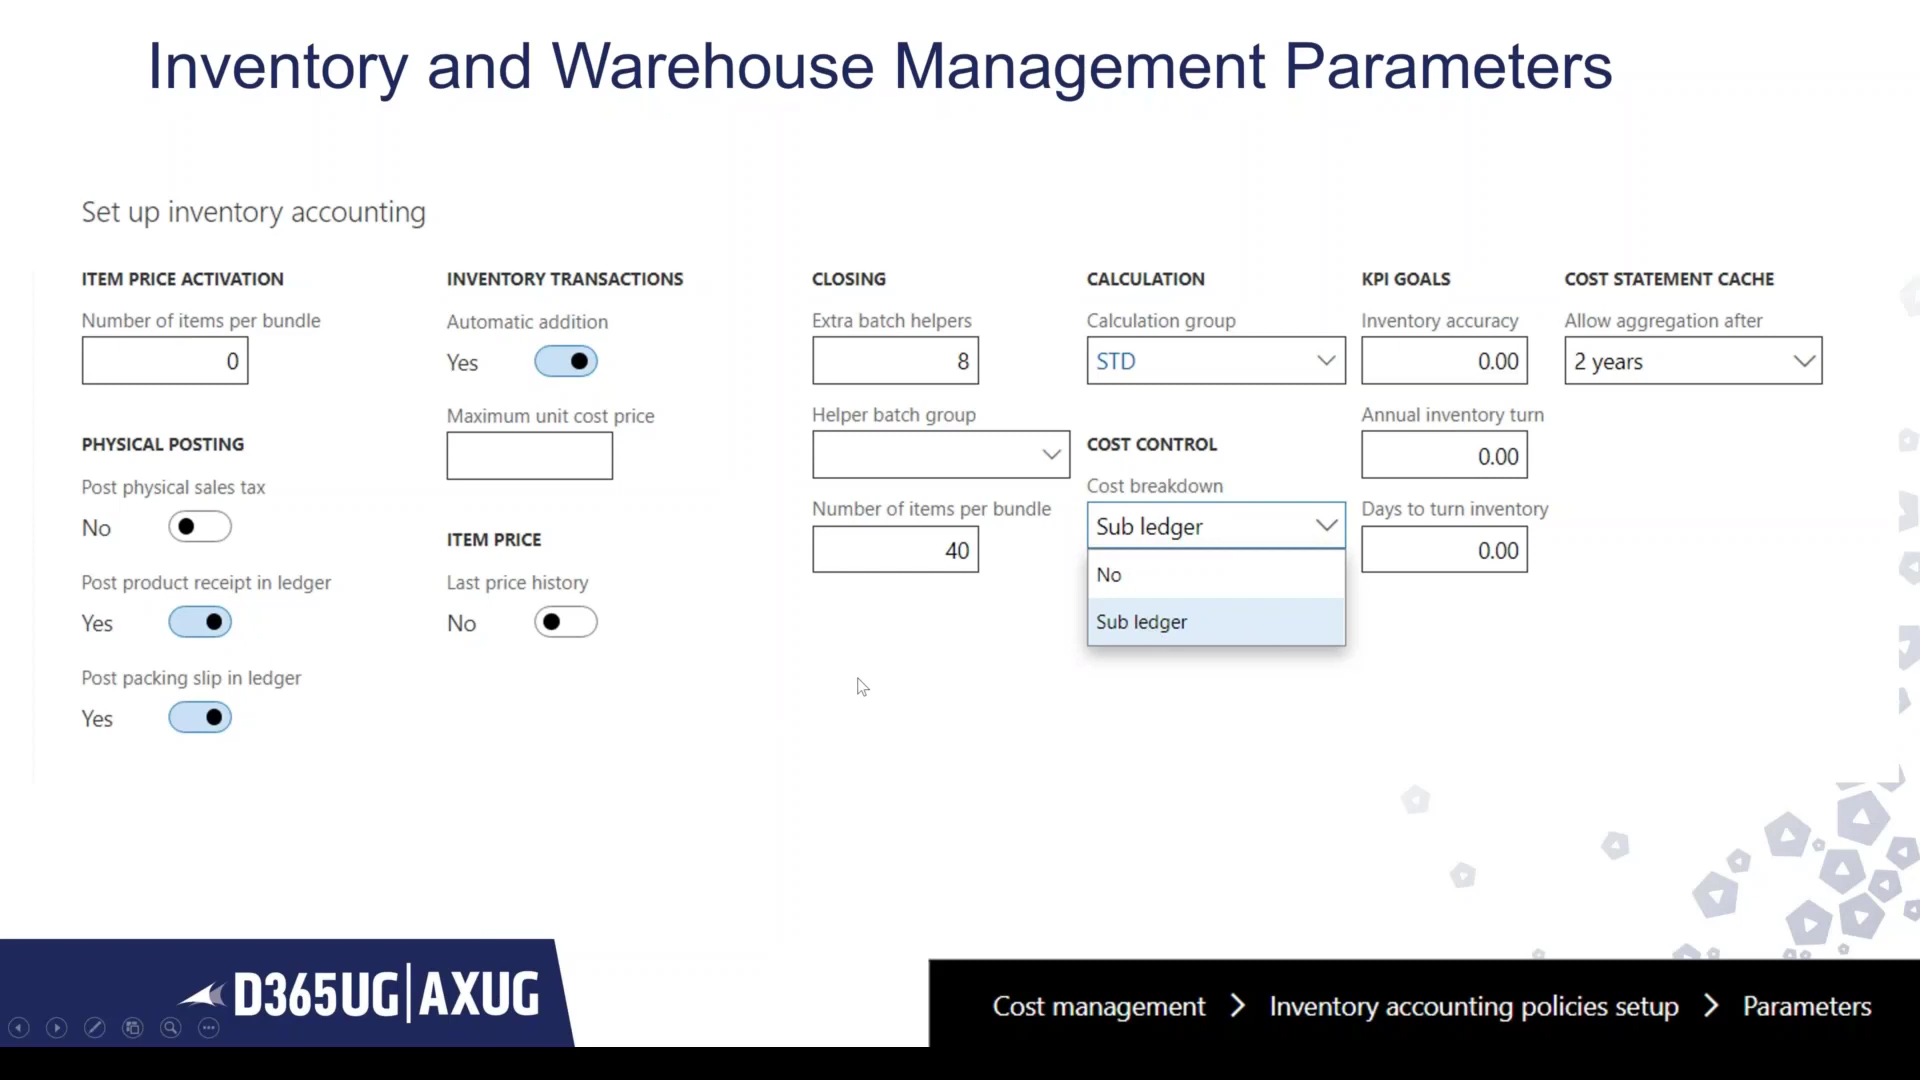 Inventory and Warehouse Management Parameters
Set up inventory accounting
ITEM PRICE ACTIVATION
Number of items per bundle
0
PHYSICAL POSTING
Post physical sales tax
No
Post product receipt in ledger
Yes
Post packing slip in ledger
Yes
INVENTORY TRANSACTIONS
Automatic addition
Yes
Maximum unit cost price
ITEM PRICE
Last price history
No
CLOSING
Extra batch helpers
8
Helper batch group
Number of items per bundle
40
CALCULATION
Calculation group
STD
COST CONTROL
Cost breakdown
Sub ledger
No
Sub ledger
KPI GOALS
Inventory accuracy
0.00
Annual inventory turn
0.00
Days to turn inventory
0.00
COST STATEMENT CACHE
Allow aggregation after
2 years
D365UG|AXUG
Cost management > Inventory accounting policies setup > Parameters